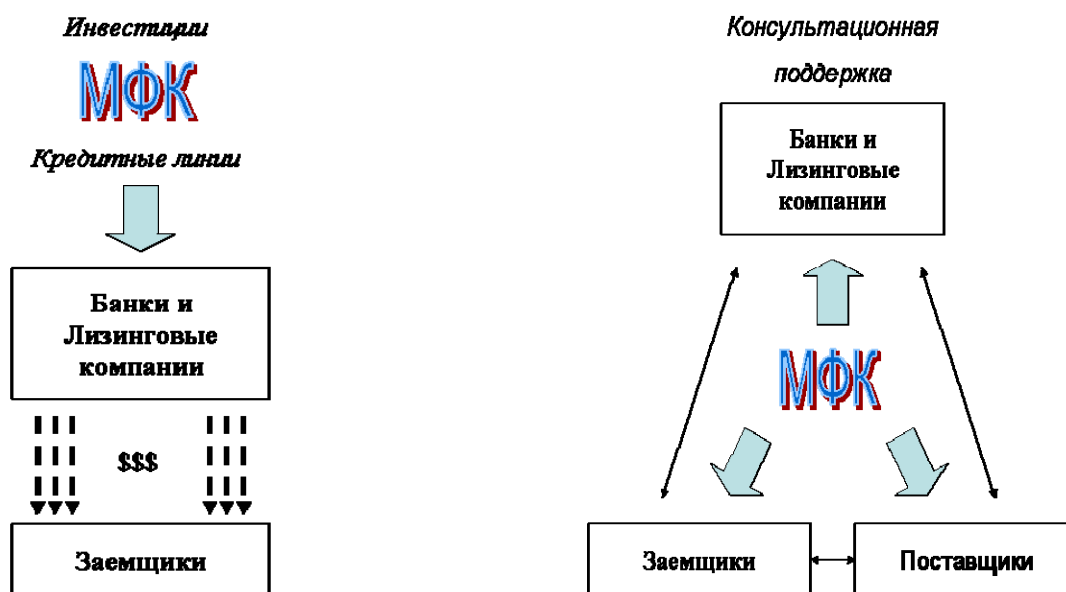 Инвестиции
МФК
Кредитные линии
Банки и
Лизинговые
компании
$$$
Заемщики
Консультационная
поддержка
Банки и
Лизинговые
компании
МФК
Заемщики
Поставщики